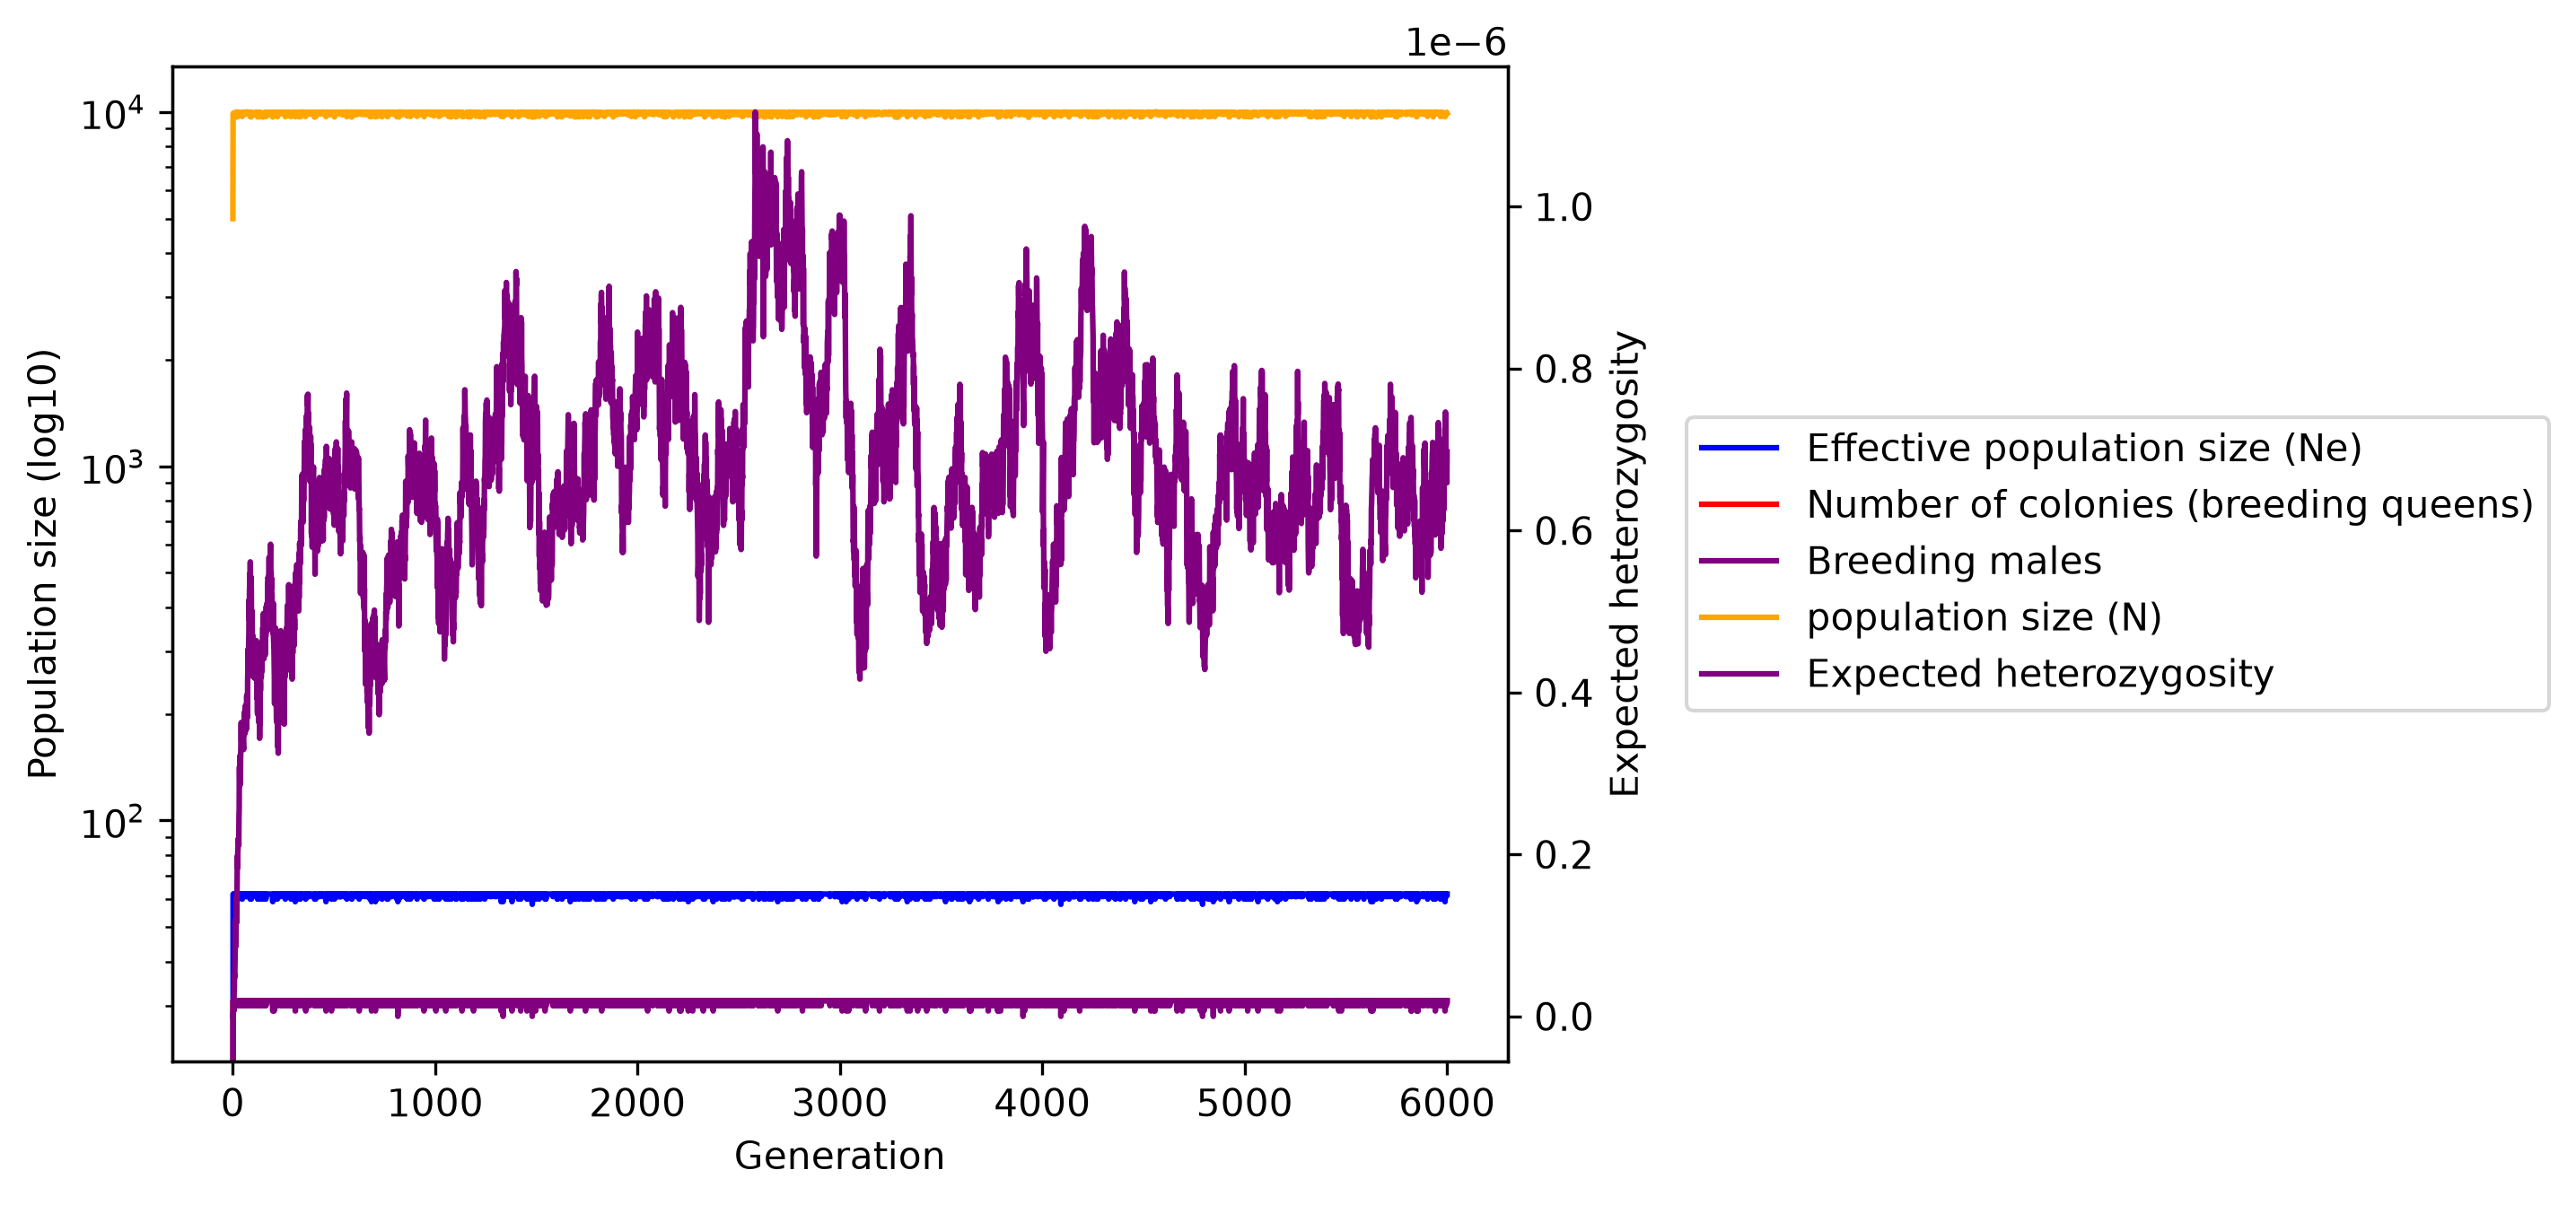 1e−6
10^4
10^3
10^2
Population size (log10)
1.0
0.8
0.6
0.4
0.2
0.0
Expected heterozygosity
0 1000 2000 3000 4000 5000 6000
Generation
Effective population size (Ne)
Number of colonies (breeding queens)
Breeding males
population size (N)
Expected heterozygosity